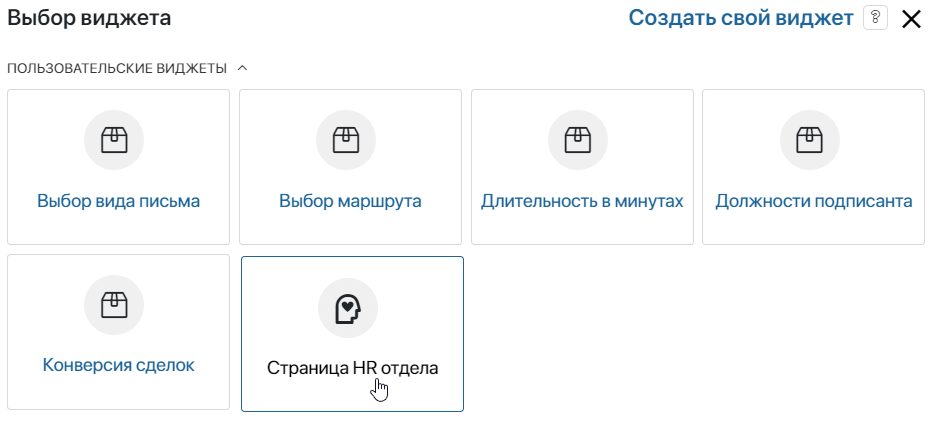 Выбор виджета
Создать свой виджет ?
ПОЛЬЗОВАТЕЛЬСКИЕ ВИДЖЕТЫ
Выбор вида письма
Выбор маршрута
Длительность в минутах
Должности подписанта
Конверсия сделок
Страница HR отдела